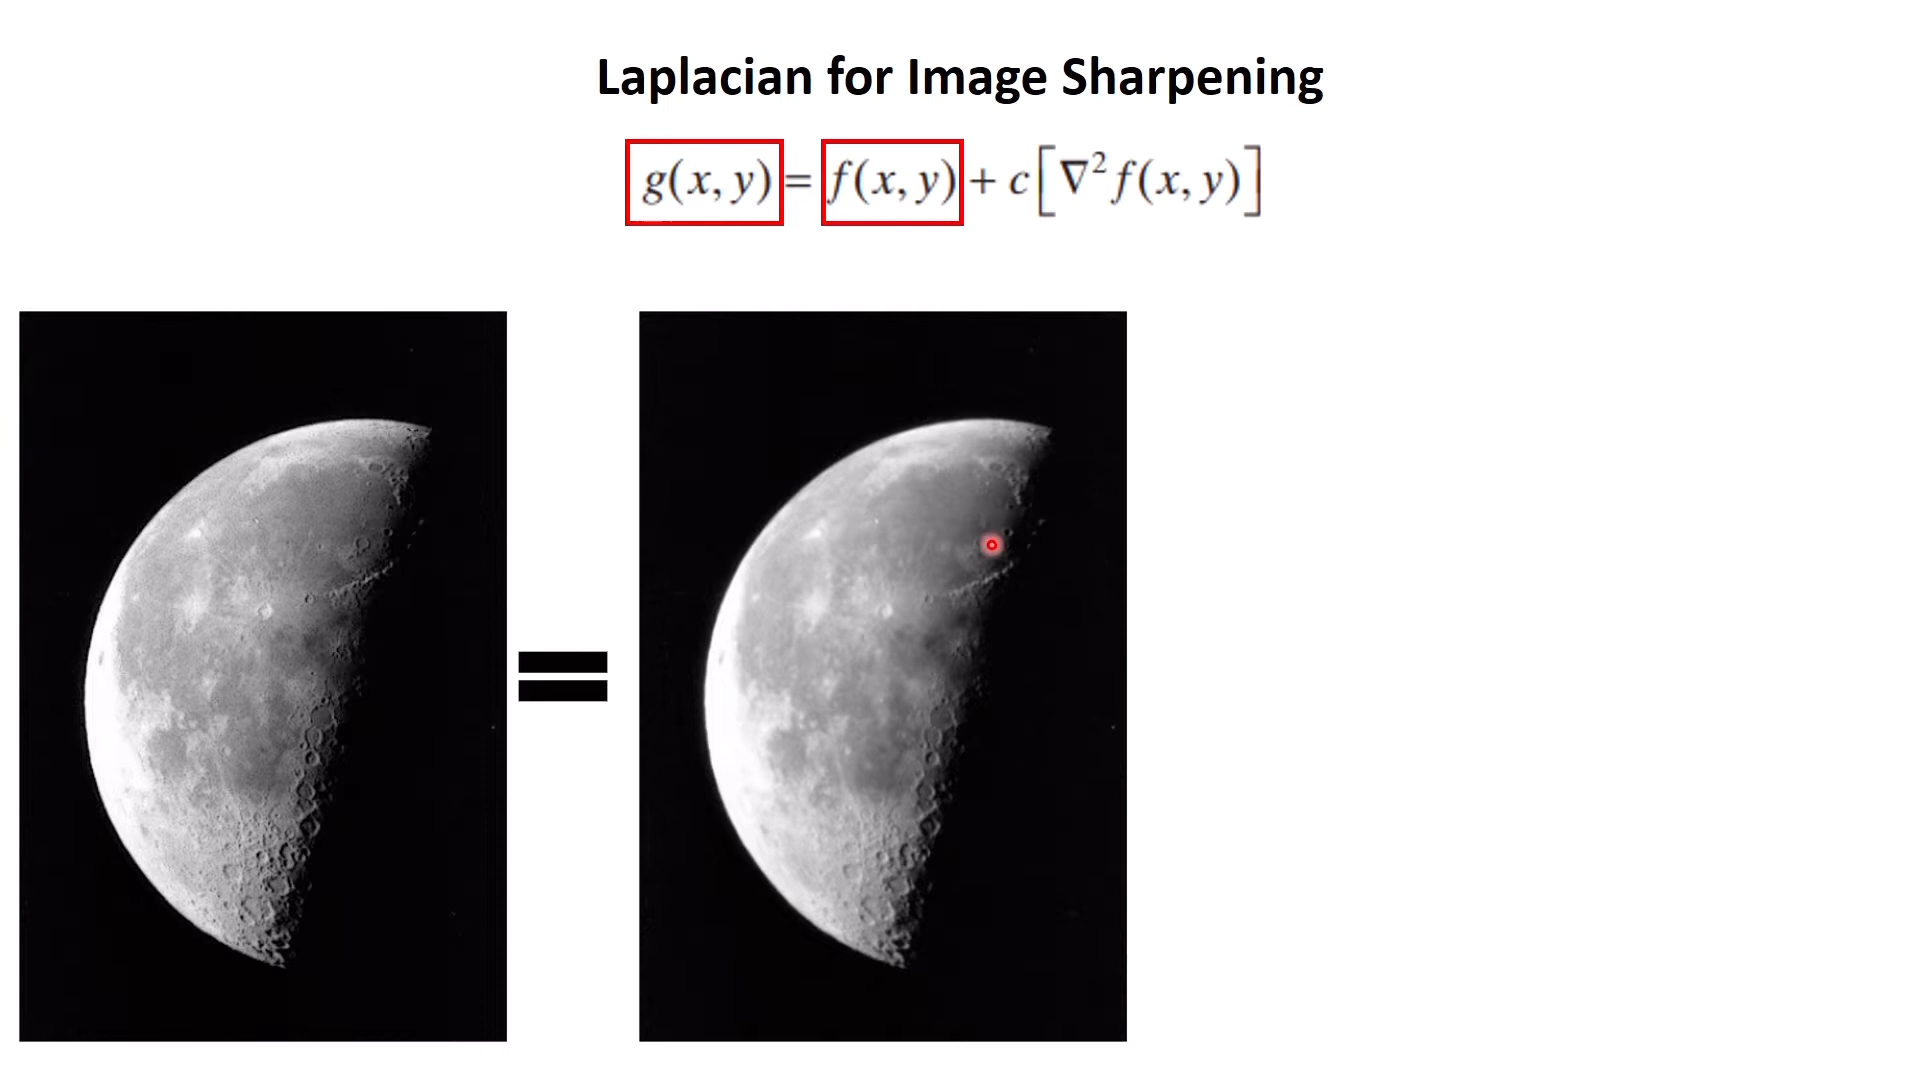 Laplacian for Image Sharpening
g(x, y) = f(x, y) + c[∇²f(x, y)]
=